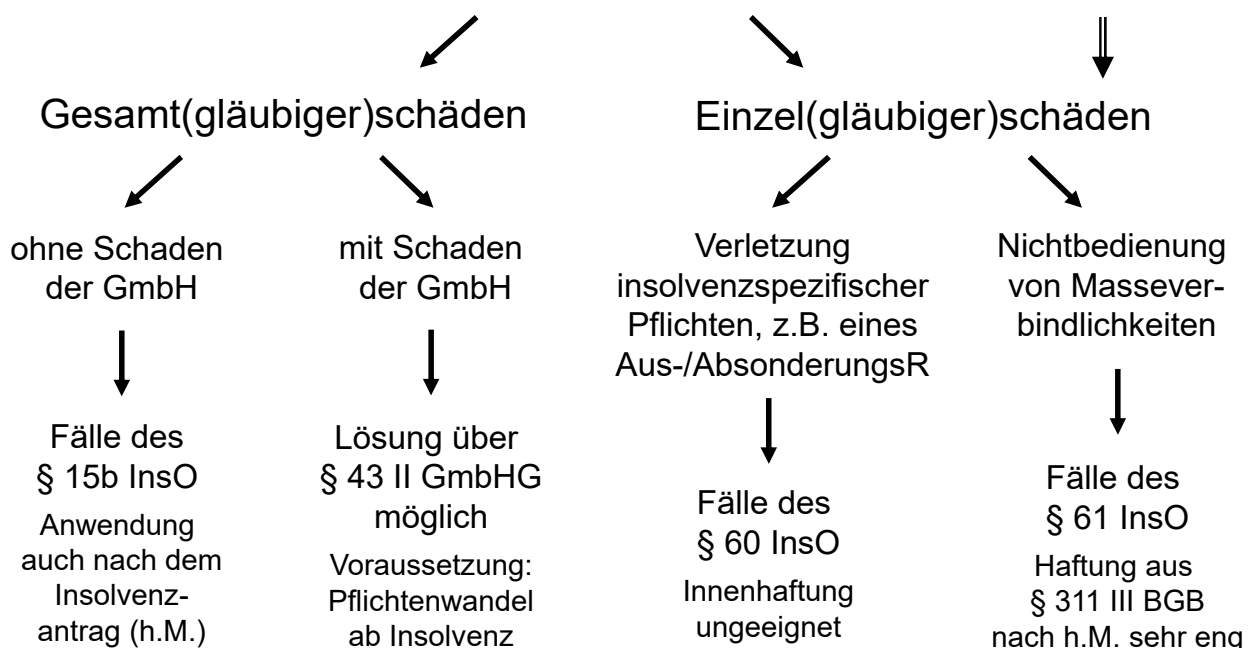 Gesamt(gläubiger)schäden
Einzel(gläubiger)schäden
ohne Schaden
der GmbH
mit Schaden
der GmbH
Verletzung
insolvenzspezifischer
Pflichten, z.B. eines
Aus-/AbsonderungsR
Nichtbedienung
von Massever-
bindlichkeiten
Fälle des
§ 15b InsO
Anwendung
auch nach dem
Insolvenz-
antrag (h.M.)
Lösung über
§ 43 II GmbHG
möglich
Voraussetzung:
Pflichtenwandel
ab Insolvenz
Fälle des
§ 60 InsO
Innenhaftung
ungeeignet
Fälle des
§ 61 InsO
Haftung aus
§ 311 III BGB
nach h.M. sehr eng